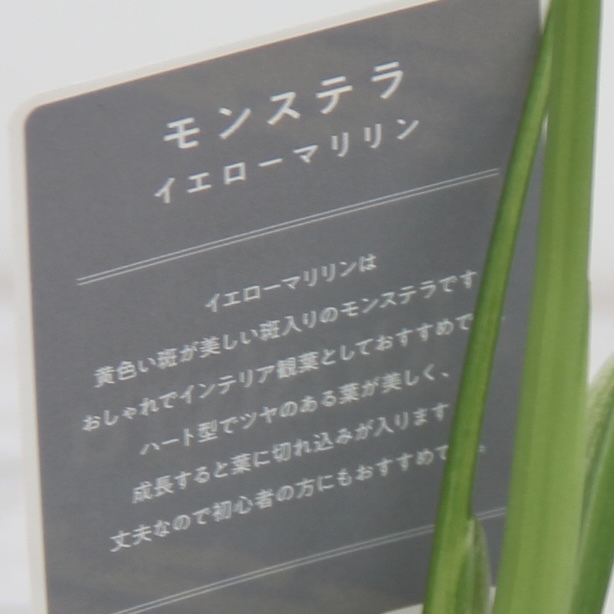 モンステラ
イエローマリリン
イエローマリリンは
黄色い斑が美しい斑入りのモンステラです
おしゃれでインテリア観葉としておすすめで
ハート型でツヤのある葉が美しく、
成長すると葉に切れ込みが入ります
丈夫なので初心者の方にもおすすめで